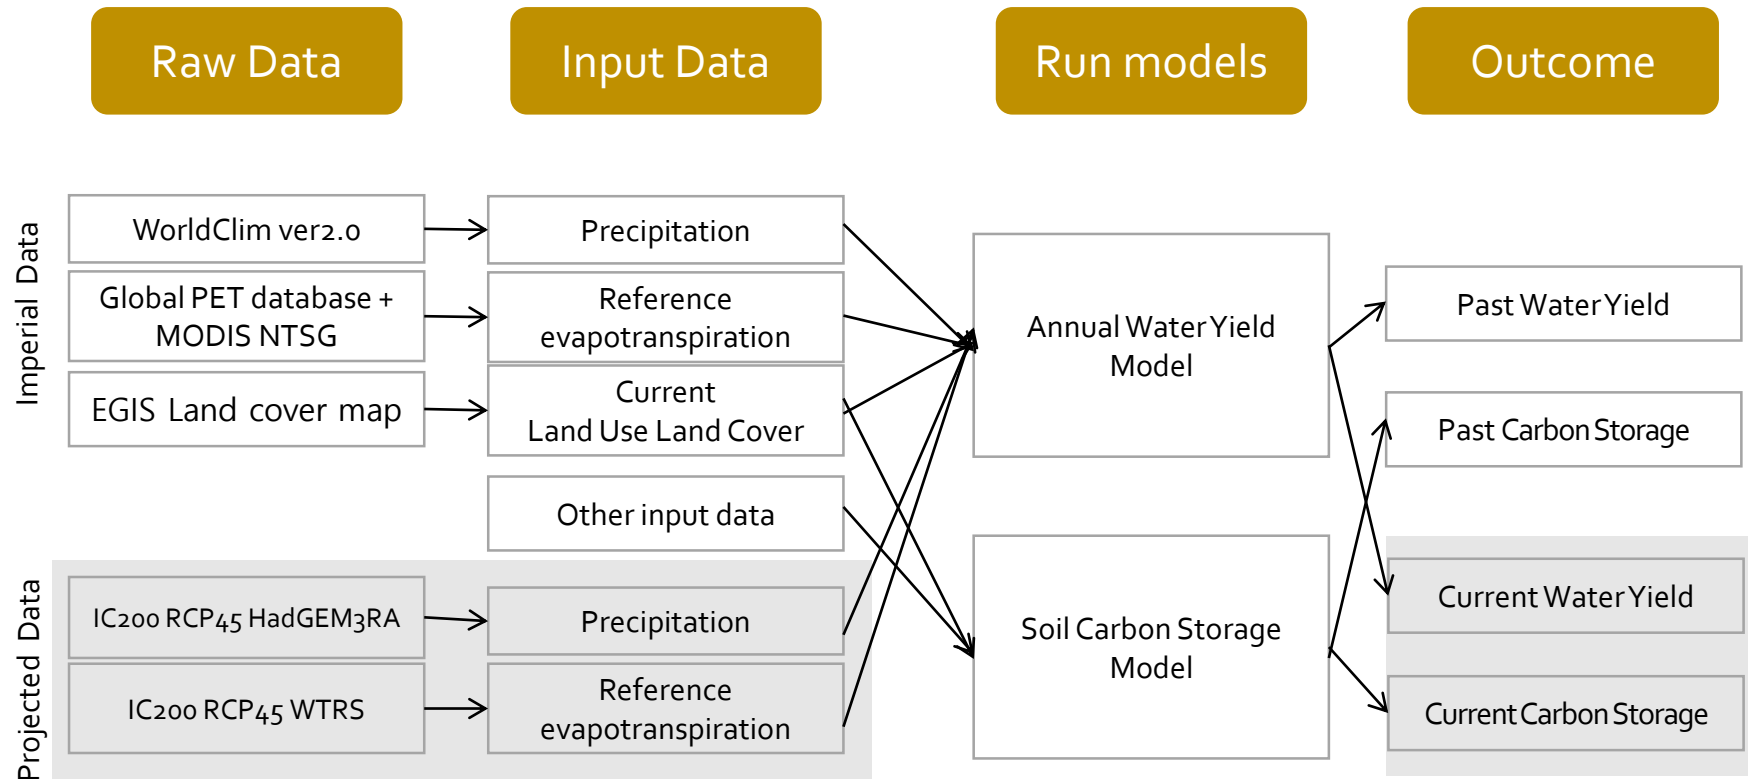 Raw Data
Input Data
Run models
Outcome
Imperial Data
WorldClim ver2.0
Precipitation
Global PET database +
MODIS NTSG
Reference
evapotranspiration
EGIS Land cover map
Current
Land Use Land Cover
Other input data
Annual Water Yield
Model
Past Water Yield
Past Carbon Storage
Projected Data
IC200 RCP45 HadGEM3RA
Precipitation
IC200 RCP45 WTRS
Reference
evapotranspiration
Soil Carbon Storage
Model
Current Water Yield
Current Carbon Storage